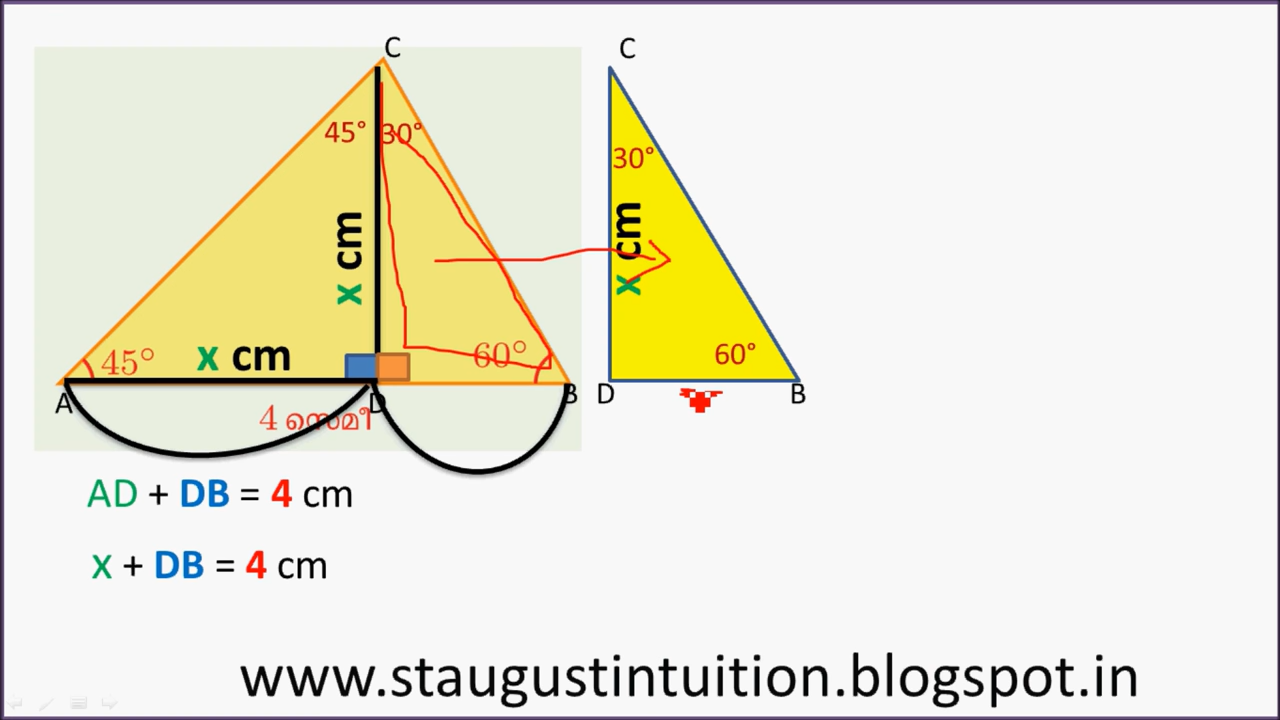 C
C
45° 30°
30°
x cm
x cm
45° x cm 60°
60°
A D B
D B
4 സെമീ
AD + DB = 4 cm
x + DB = 4 cm
www.staugustintuition.blogspot.in